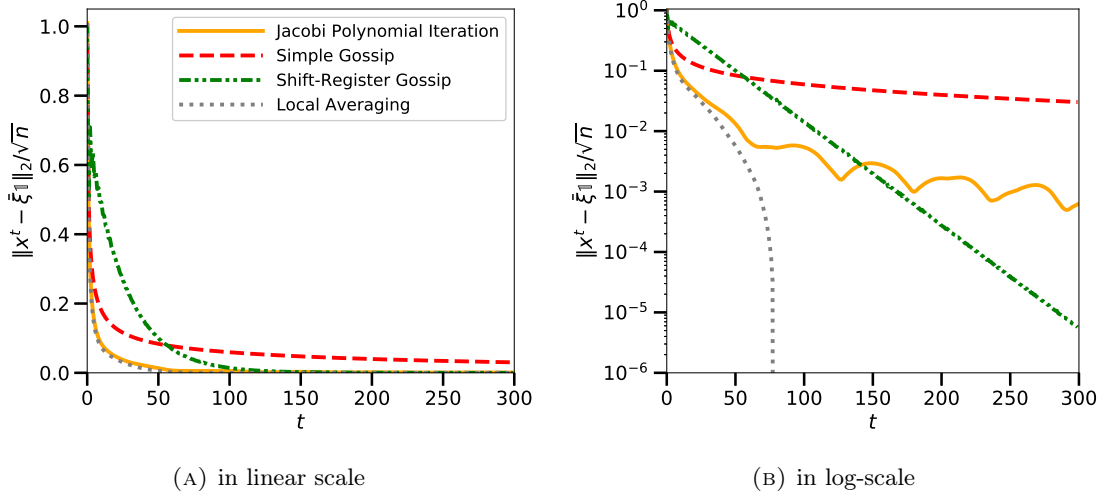 1.0
0.8
0.6
0.4
0.2
0.0
‖x^t − ξ̄𝟙‖₂/√n
Jacobi Polynomial Iteration
Simple Gossip
Shift-Register Gossip
Local Averaging
0 50 100 150 200 250 300
t
(A) in linear scale
10^0
10^−1
10^−2
10^−3
10^−4
10^−5
10^−6
‖x^t − ξ̄𝟙‖₂/√n
0 50 100 150 200 250 300
t
(B) in log-scale